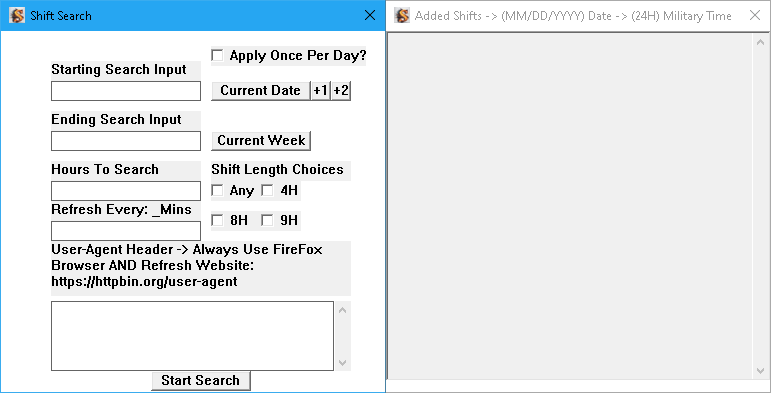 Shift Search
Apply Once Per Day?
Starting Search Input
Current Date +1 +2
Ending Search Input
Current Week
Hours To Search
Shift Length Choices
Any 4H
Refresh Every: _Mins
8H 9H
User-Agent Header -> Always Use FireFox
Browser AND Refresh Website:
https://httpbin.org/user-agent
Start Search
Added Shifts -> (MM/DD/YYYY) Date -> (24H) Military Time